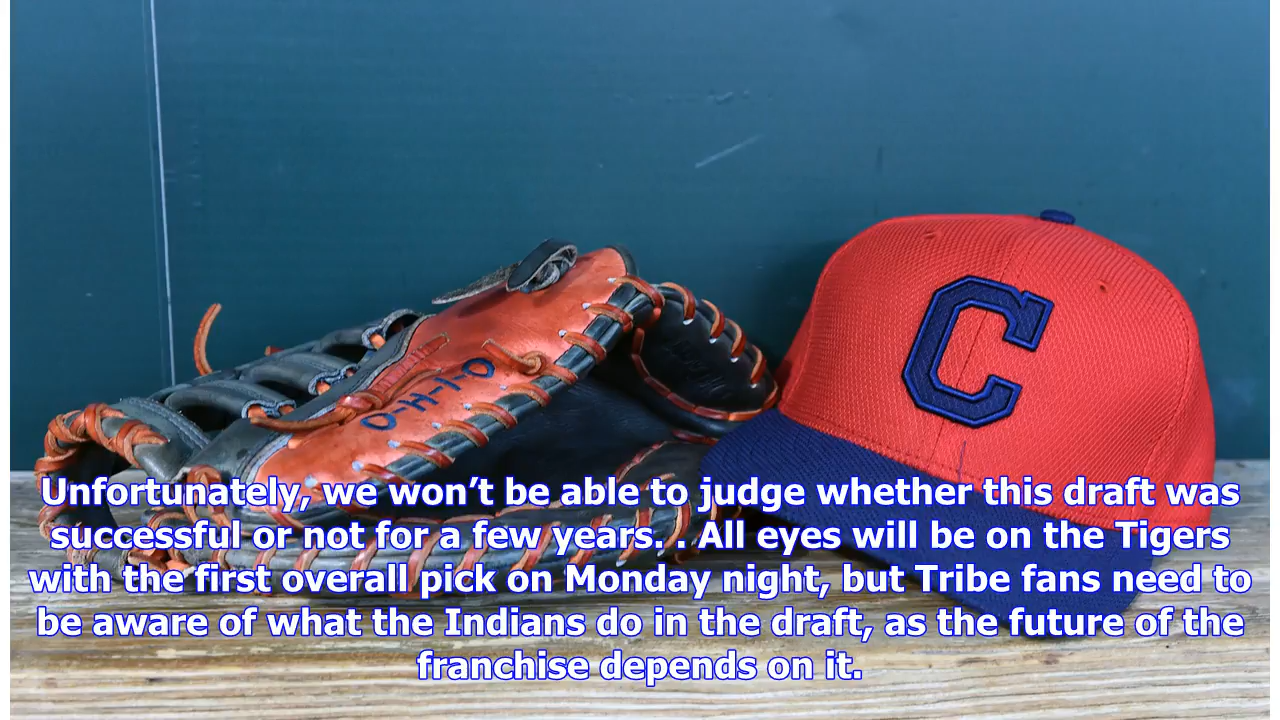 C
O-H-I-O
Unfortunately, we won’t be able to judge whether this draft was
successful or not for a few years. . All eyes will be on the Tigers
with the first overall pick on Monday night, but Tribe fans need to
be aware of what the Indians do in the draft, as the future of the
franchise depends on it.